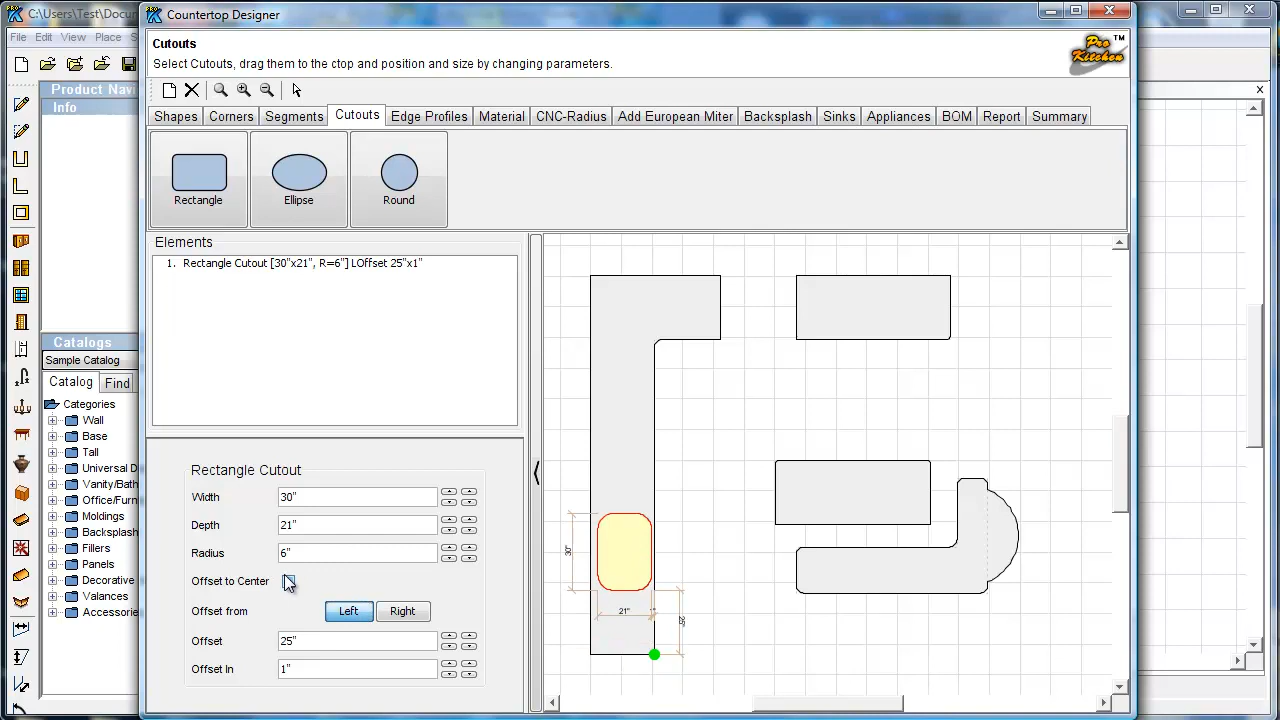 C:\Users\Test\Docum
Countertop Designer
File Edit View Place
Cutouts
Select Cutouts, drag them to the ctop and position and size by changing parameters.
Pro Kitchen™
Product Navi
Info
Shapes Corners Segments Cutouts Edge Profiles Material CNC-Radius Add European Miter Backsplash Sinks Appliances BOM Report Summary
Rectangle Ellipse Round
Elements
1. Rectangle Cutout [30"x21", R=6"] LOffset 25"x1"
Catalogs
Sample Catalog
Catalog Find
Categories
Wall
Base
Tall
Universal D
Vanity/Bath
Office/Furn
Moldings
Backsplash
Fillers
Panels
Decorative
Valances
Accessorie
Rectangle Cutout
Width 30"
Depth 21"
Radius 6"
Offset to Center
Offset from Left Right
Offset 25"
Offset In 1"
30"
21"
25"